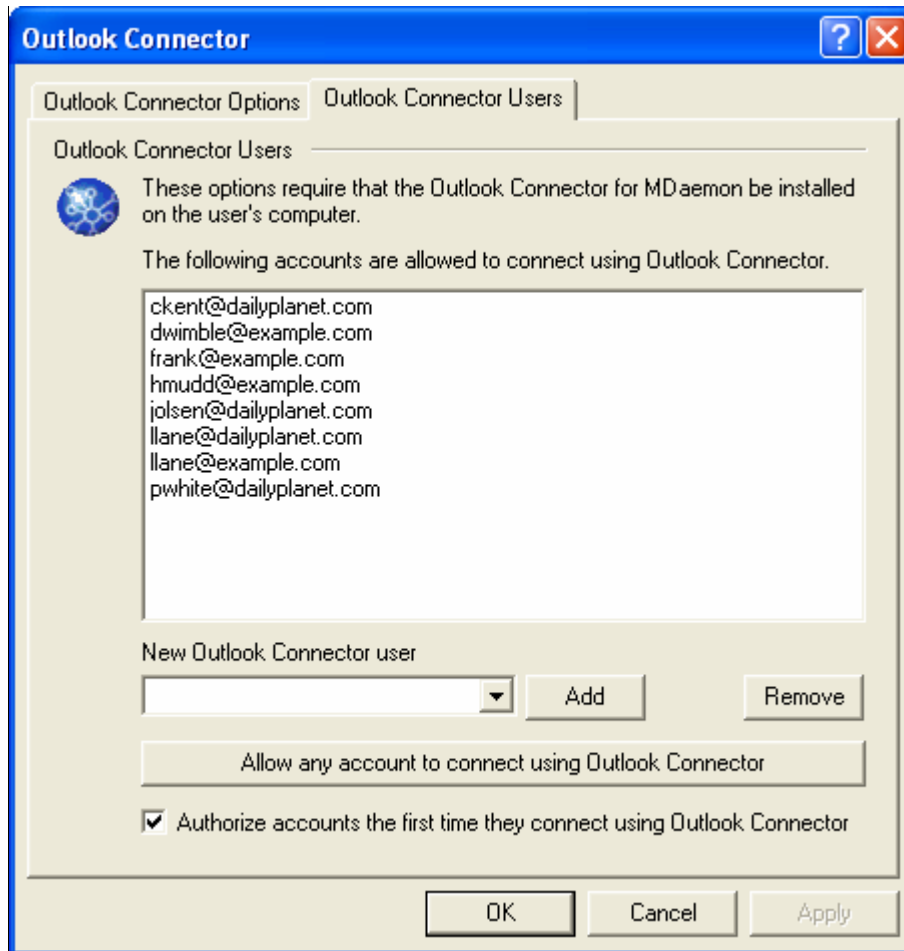 Outlook Connector
Outlook Connector Options
Outlook Connector Users
Outlook Connector Users
These options require that the Outlook Connector for MDaemon be installed
on the user's computer.
The following accounts are allowed to connect using Outlook Connector.
ckent@dailyplanet.com
dwimble@example.com
frank@example.com
hmudd@example.com
jolsen@dailyplanet.com
llane@dailyplanet.com
llane@example.com
pwhite@dailyplanet.com
New Outlook Connector user
Add
Remove
Allow any account to connect using Outlook Connector
Authorize accounts the first time they connect using Outlook Connector
OK
Cancel
Apply